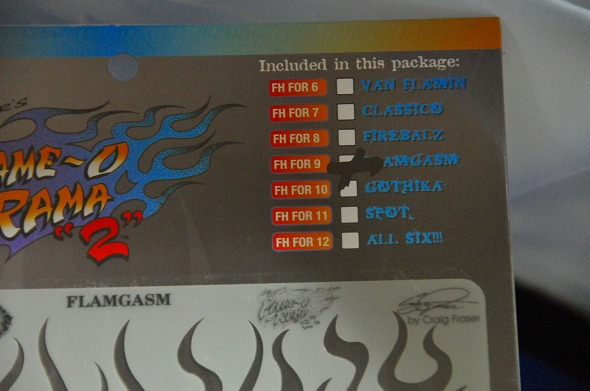 Included in this package:
FH FOR 6 VAN FLAMIN
FH FOR 7 CLASSICO
FH FOR 8 FIREBALZ
FH FOR 9 AMGASM
FH FOR 10 GOTHIKA
FH FOR 11 SPOT
FH FOR 12 ALL SIX!!!
AME-O
RAMA
"2"
FLAMGASM
by Craig Fraser